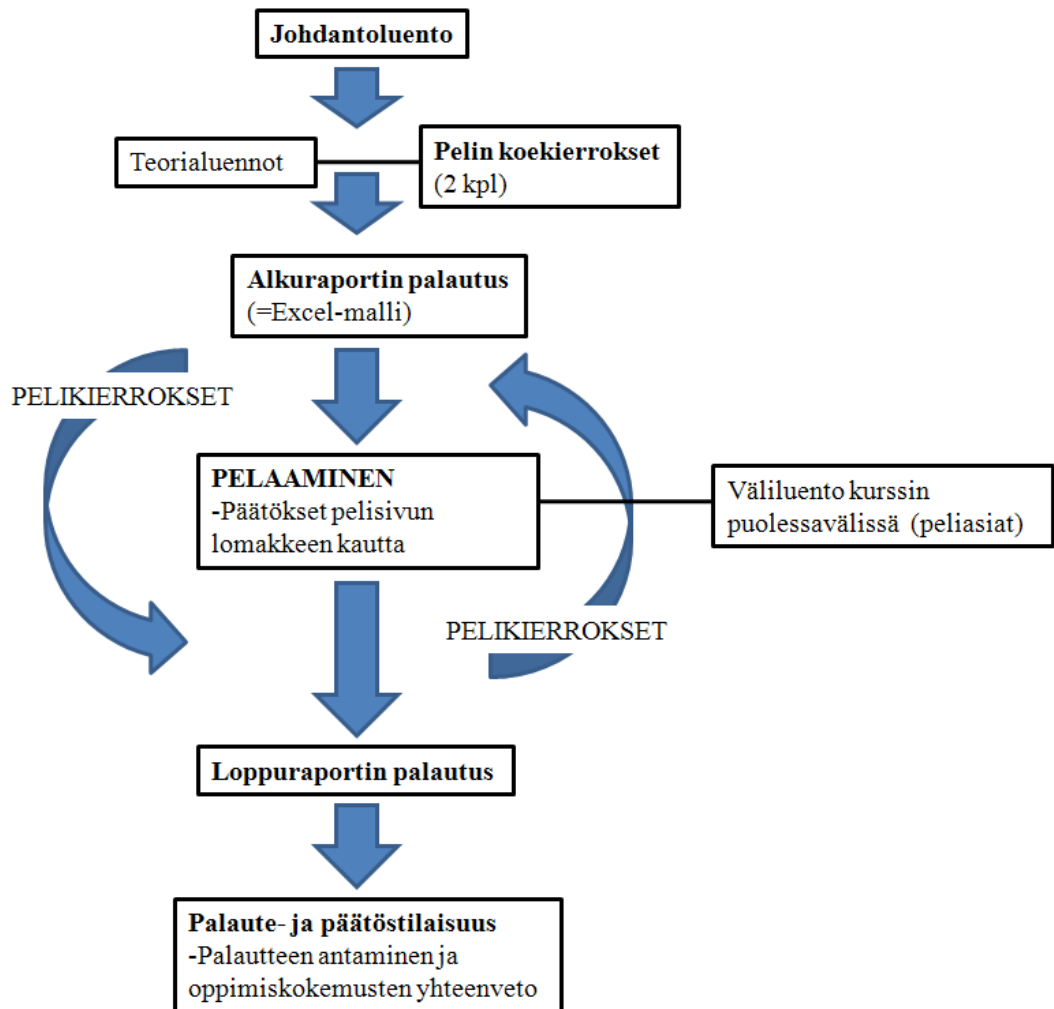 Johdantoluento
Teorialuennot
Pelin koekierrokset
(2 kpl)
Alkuraportin palautus
(=Excel-malli)
PELIKIERROKSET
PELAAMINEN
-Päätökset pelisivun
lomakkeen kautta
Väliluento kurssin
puolessavälissä (peliasiat)
PELIKIERROKSET
Loppuraportin palautus
Palaute- ja päätöstilaisuus
-Palautteen antaminen ja
oppimiskokemusten yhteenveto